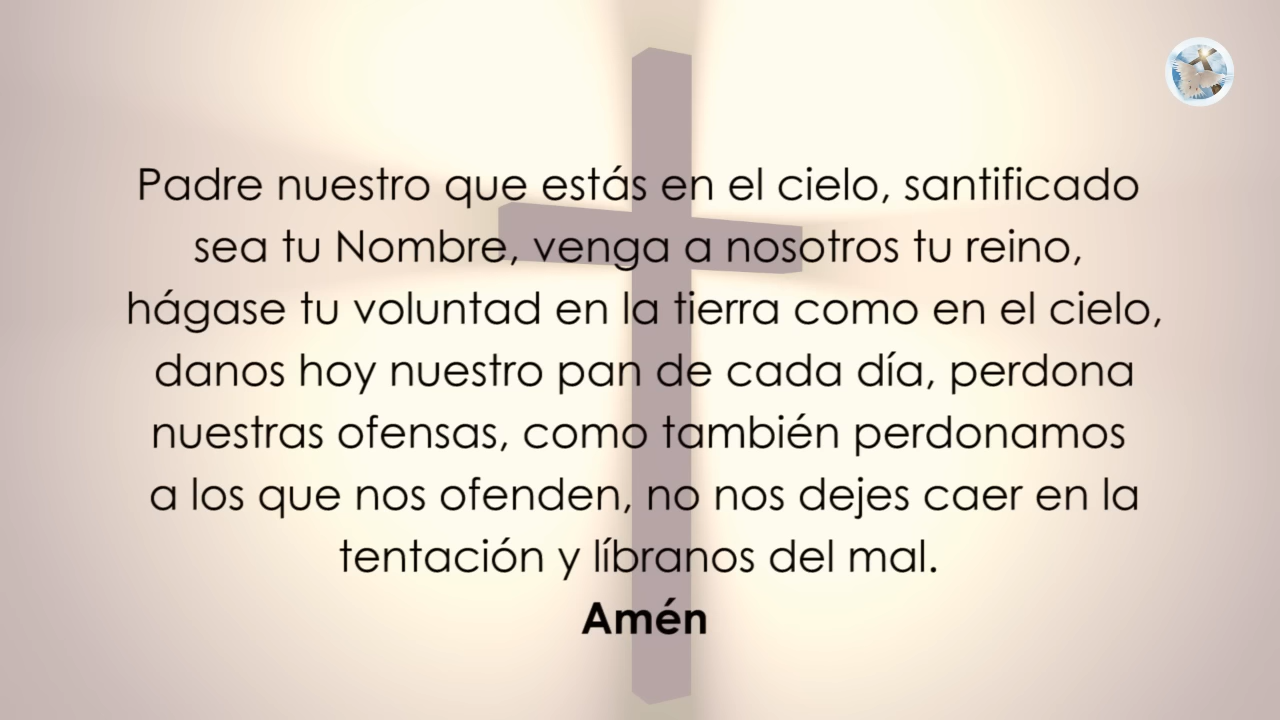 Padre nuestro que estás en el cielo, santificado
sea tu Nombre, venga a nosotros tu reino,
hágase tu voluntad en la tierra como en el cielo,
danos hoy nuestro pan de cada día, perdona
nuestras ofensas, como también perdonamos
a los que nos ofenden, no nos dejes caer en la
tentación y líbranos del mal.
Amén